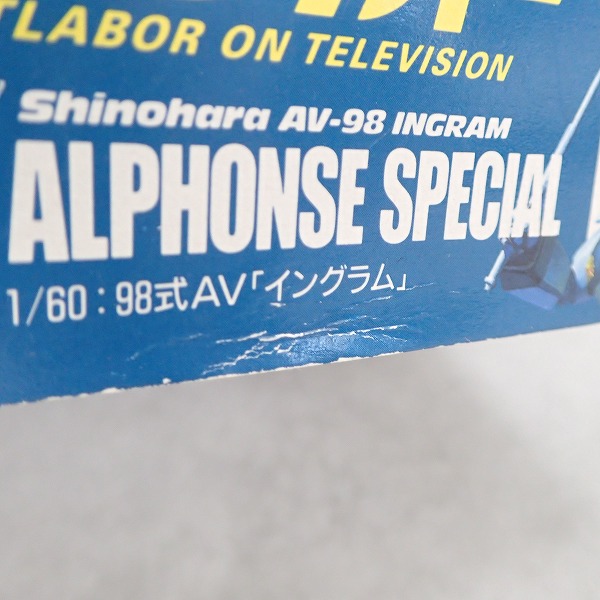 TLABOR ON TELEVISION
Shinohara AV-98 INGRAM
ALPHONSE SPECIAL
1/60:98式AV「イングラム」